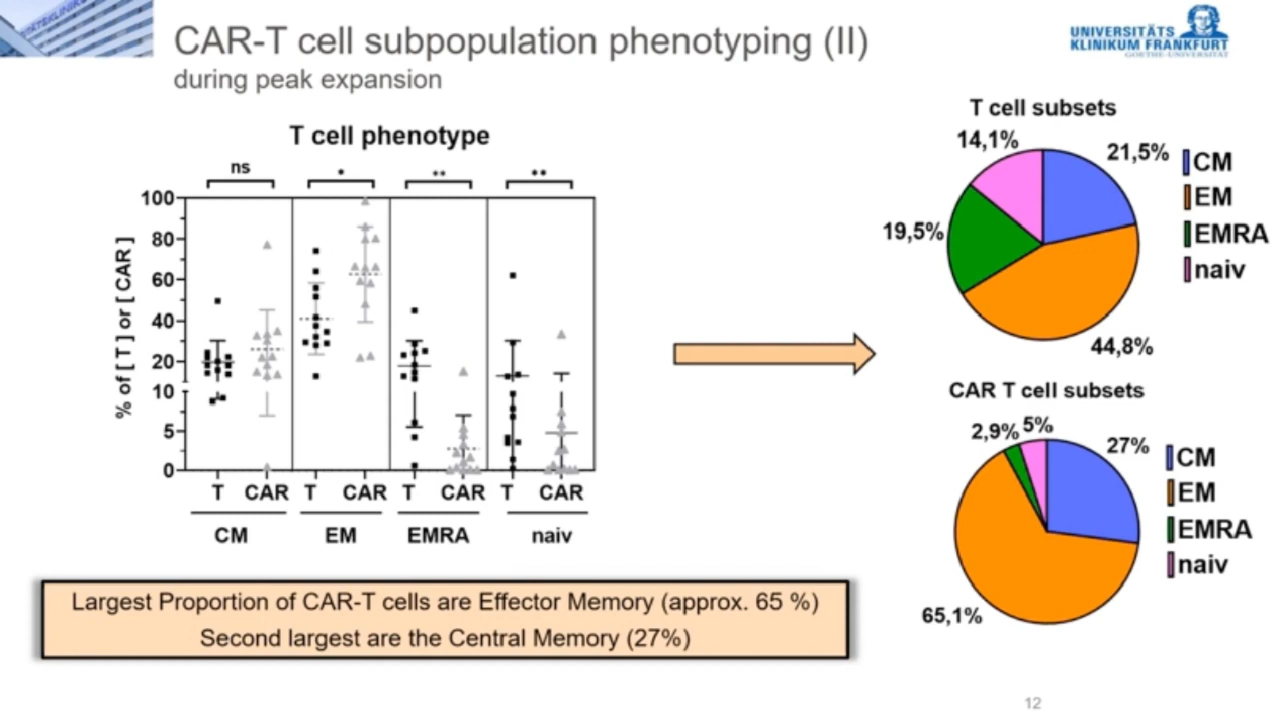 CAR-T cell subpopulation phenotyping (II)
during peak expansion
UNIVERSITÄTS
KLINIKUM FRANKFURT
GOETHE-UNIVERSITÄT
T cell phenotype
ns * ** **
% of [ T ] or [ CAR ]
100
80
60
40
20
10
5
0
T CAR T CAR T CAR T CAR
CM EM EMRA naiv
T cell subsets
14,1%
21,5%
19,5%
44,8%
CM
EM
EMRA
naiv
CAR T cell subsets
2,9% 5%
27%
65,1%
CM
EM
EMRA
naiv
Largest Proportion of CAR-T cells are Effector Memory (approx. 65 %)
Second largest are the Central Memory (27%)
12